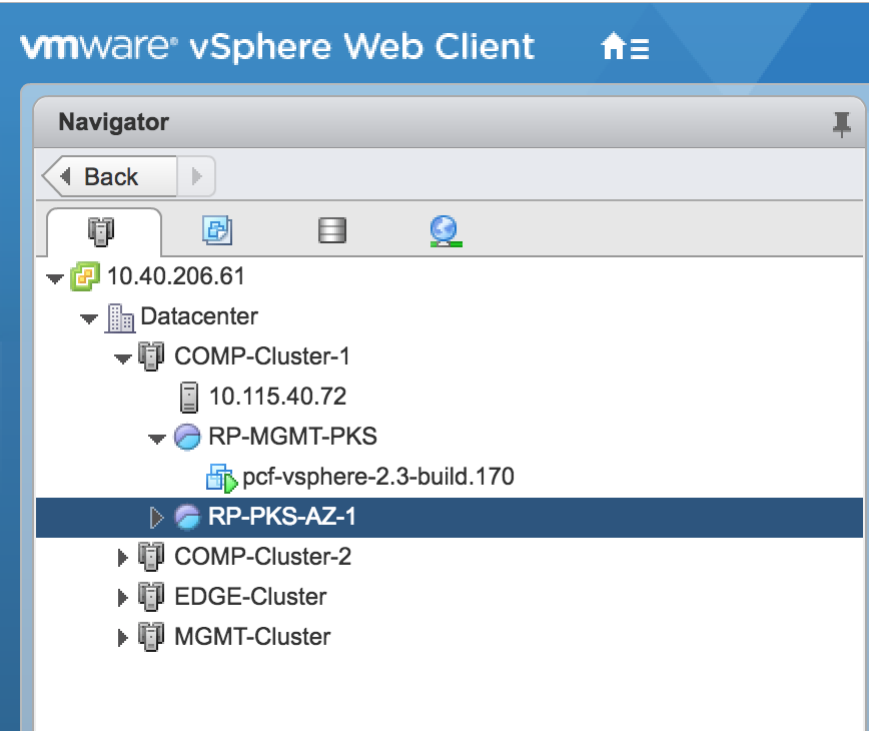 vmware® vSphere Web Client
Navigator
Back
10.40.206.61
Datacenter
COMP-Cluster-1
10.115.40.72
RP-MGMT-PKS
pcf-vsphere-2.3-build.170
RP-PKS-AZ-1
COMP-Cluster-2
EDGE-Cluster
MGMT-Cluster